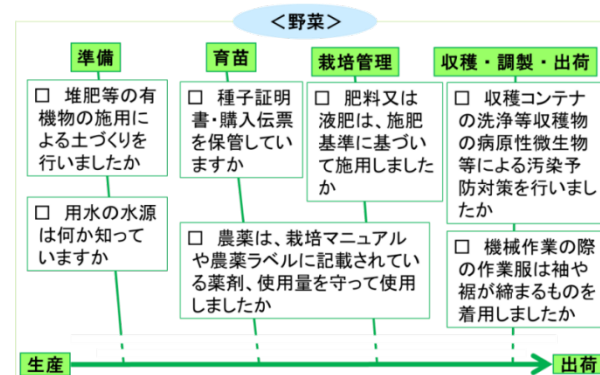 ＜野菜＞
準備
育苗
栽培管理
収穫・調製・出荷
□ 堆肥等の有
機物の施用に
よる土づくりを
行いましたか
□ 用水の水源
は何か知って
いますか
□ 種子証明
書・購入伝票
を保管してい
ますか
□ 肥料又は
液肥は、施肥
基準に基づい
て施用しました
か
□ 農薬は、栽培マニュアル
や農薬ラベルに記載されてい
る薬剤、使用量を守って使用
しましたか
□ 収穫コンテナ
の洗浄等収穫物
の病原性微生物
等による汚染予
防対策を行いまし
たか
□ 機械作業の際
の作業服は袖や
裾が締まるものを
着用しましたか
生産
出荷